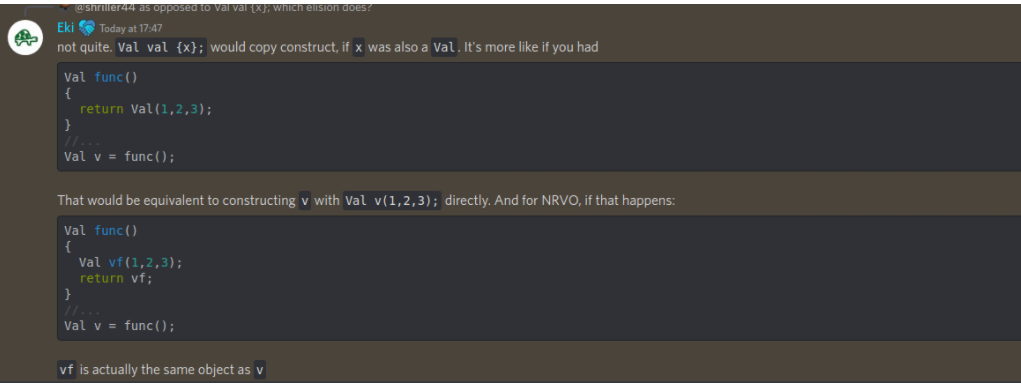 @shriller44 as opposed to Val val {x}; which elision does?
Eki Today at 17:47
not quite. Val val {x}; would copy construct, if x was also a Val. It's more like if you had
Val func()
{
  return Val(1,2,3);
}
//...
Val v = func();
That would be equivalent to constructing v with Val v(1,2,3); directly. And for NRVO, if that happens:
Val func()
{
  Val vf(1,2,3);
  return vf;
}
//...
Val v = func();
vf is actually the same object as v